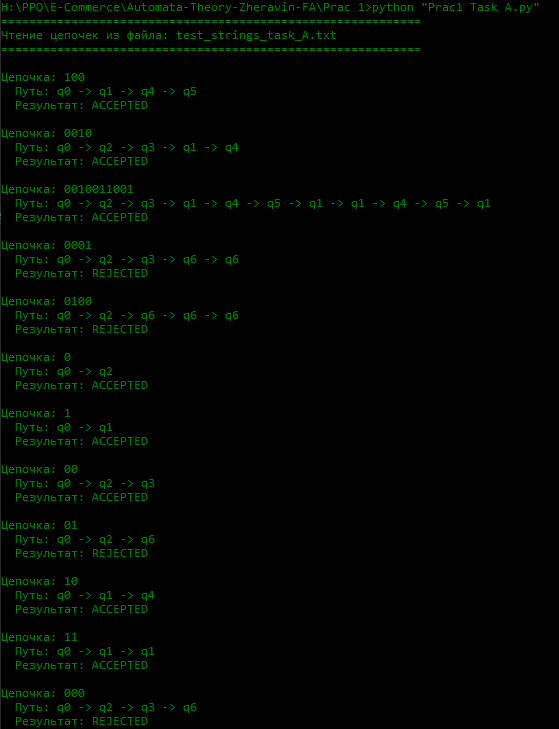 H:\PPO\E-Commerce\Automata-Theory-Zheravin-FA\Prac 1>python "Prac1 Task A.py"
============================================================
Чтение цепочек из файла: test_strings_task_A.txt
============================================================
Цепочка: 100
Путь: q0 -> q1 -> q4 -> q5
Результат: ACCEPTED
Цепочка: 0010
Путь: q0 -> q2 -> q3 -> q1 -> q4
Результат: ACCEPTED
Цепочка: 0010011001
Путь: q0 -> q2 -> q3 -> q1 -> q4 -> q5 -> q1 -> q1 -> q4 -> q5 -> q1
Результат: ACCEPTED
Цепочка: 0001
Путь: q0 -> q2 -> q3 -> q6 -> q6
Результат: REJECTED
Цепочка: 0100
Путь: q0 -> q2 -> q6 -> q6 -> q6
Результат: REJECTED
Цепочка: 0
Путь: q0 -> q2
Результат: ACCEPTED
Цепочка: 1
Путь: q0 -> q1
Результат: ACCEPTED
Цепочка: 00
Путь: q0 -> q2 -> q3
Результат: ACCEPTED
Цепочка: 01
Путь: q0 -> q2 -> q6
Результат: REJECTED
Цепочка: 10
Путь: q0 -> q1 -> q4
Результат: ACCEPTED
Цепочка: 11
Путь: q0 -> q1 -> q1
Результат: ACCEPTED
Цепочка: 000
Путь: q0 -> q2 -> q3 -> q6
Результат: REJECTED